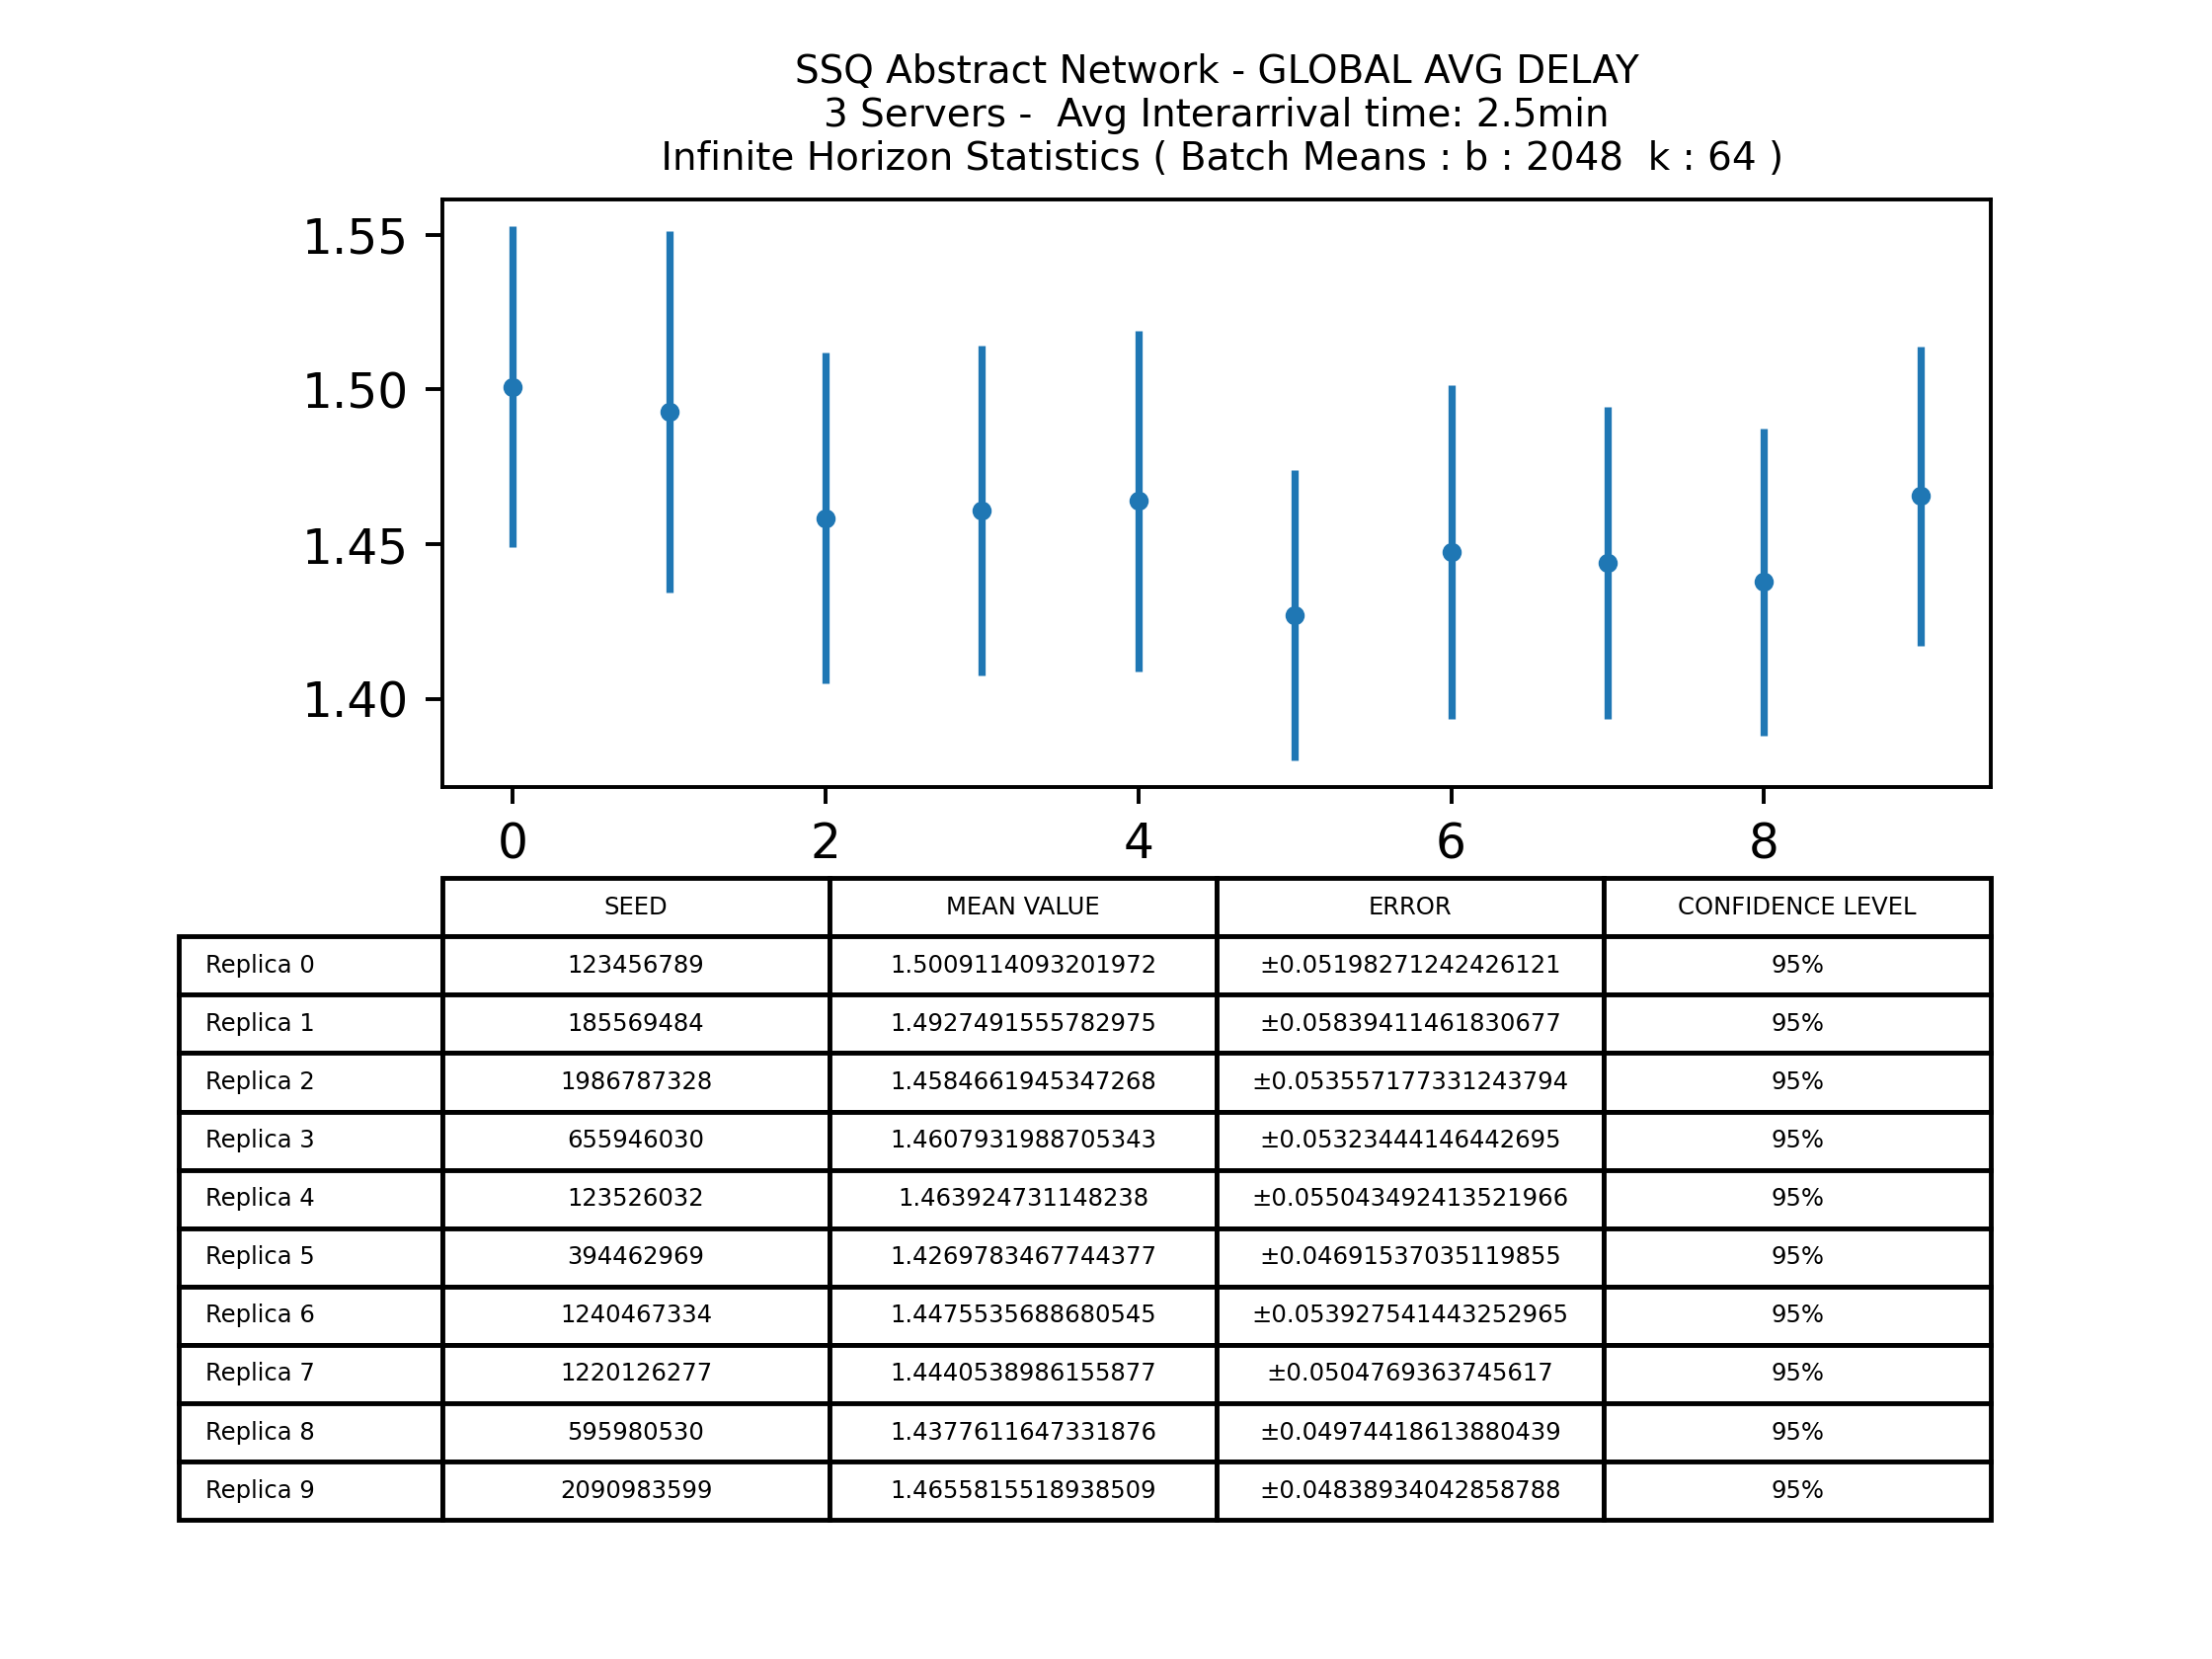 SSQ Abstract Network - GLOBAL AVG DELAY
3 Servers -  Avg Interarrival time: 2.5min
Infinite Horizon Statistics ( Batch Means : b : 2048  k : 64 )
1.55
1.50
1.45
1.40
0 2 4 6 8
SEED MEAN VALUE ERROR CONFIDENCE LEVEL
Replica 0 123456789 1.5009114093201972 ±0.05198271242426121 95%
Replica 1 185569484 1.4927491555782975 ±0.05839411461830677 95%
Replica 2 1986787328 1.4584661945347268 ±0.053557177331243794 95%
Replica 3 655946030 1.4607931988705343 ±0.05323444146442695 95%
Replica 4 123526032 1.463924731148238 ±0.055043492413521966 95%
Replica 5 394462969 1.4269783467744377 ±0.04691537035119855 95%
Replica 6 1240467334 1.4475535688680545 ±0.053927541443252965 95%
Replica 7 1220126277 1.4440538986155877 ±0.0504769363745617 95%
Replica 8 595980530 1.4377611647331876 ±0.04974418613880439 95%
Replica 9 2090983599 1.4655815518938509 ±0.04838934042858788 95%